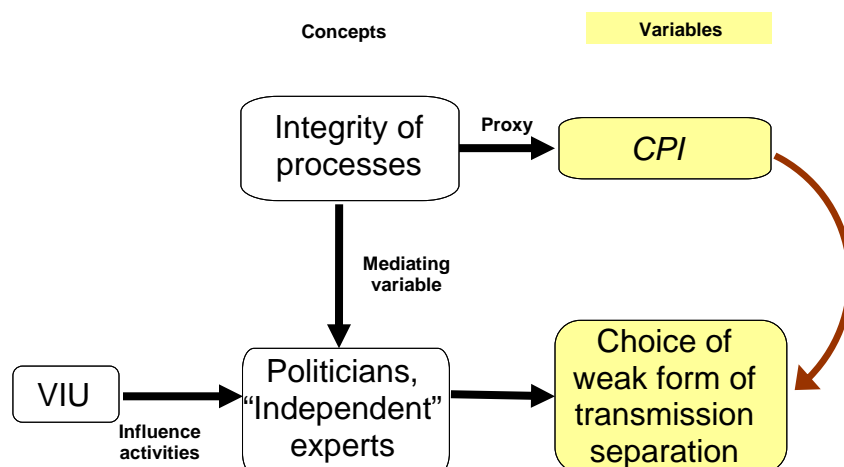 Concepts
Variables
Integrity of
processes
Proxy
CPI
Mediating
variable
VIU
Influence
activities
Politicians,
“Independent”
experts
Choice of
weak form of
transmission
separation